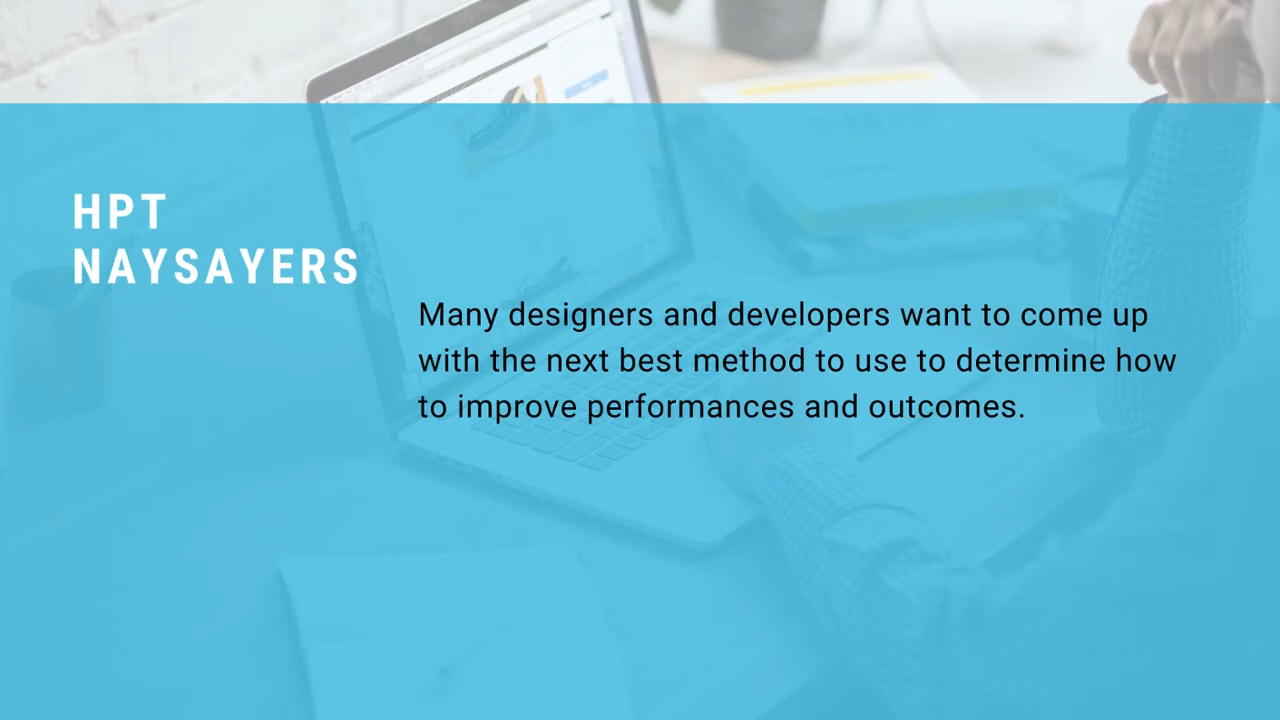 HPT
NAYSAYERS
Many designers and developers want to come up
with the next best method to use to determine how
to improve performances and outcomes.